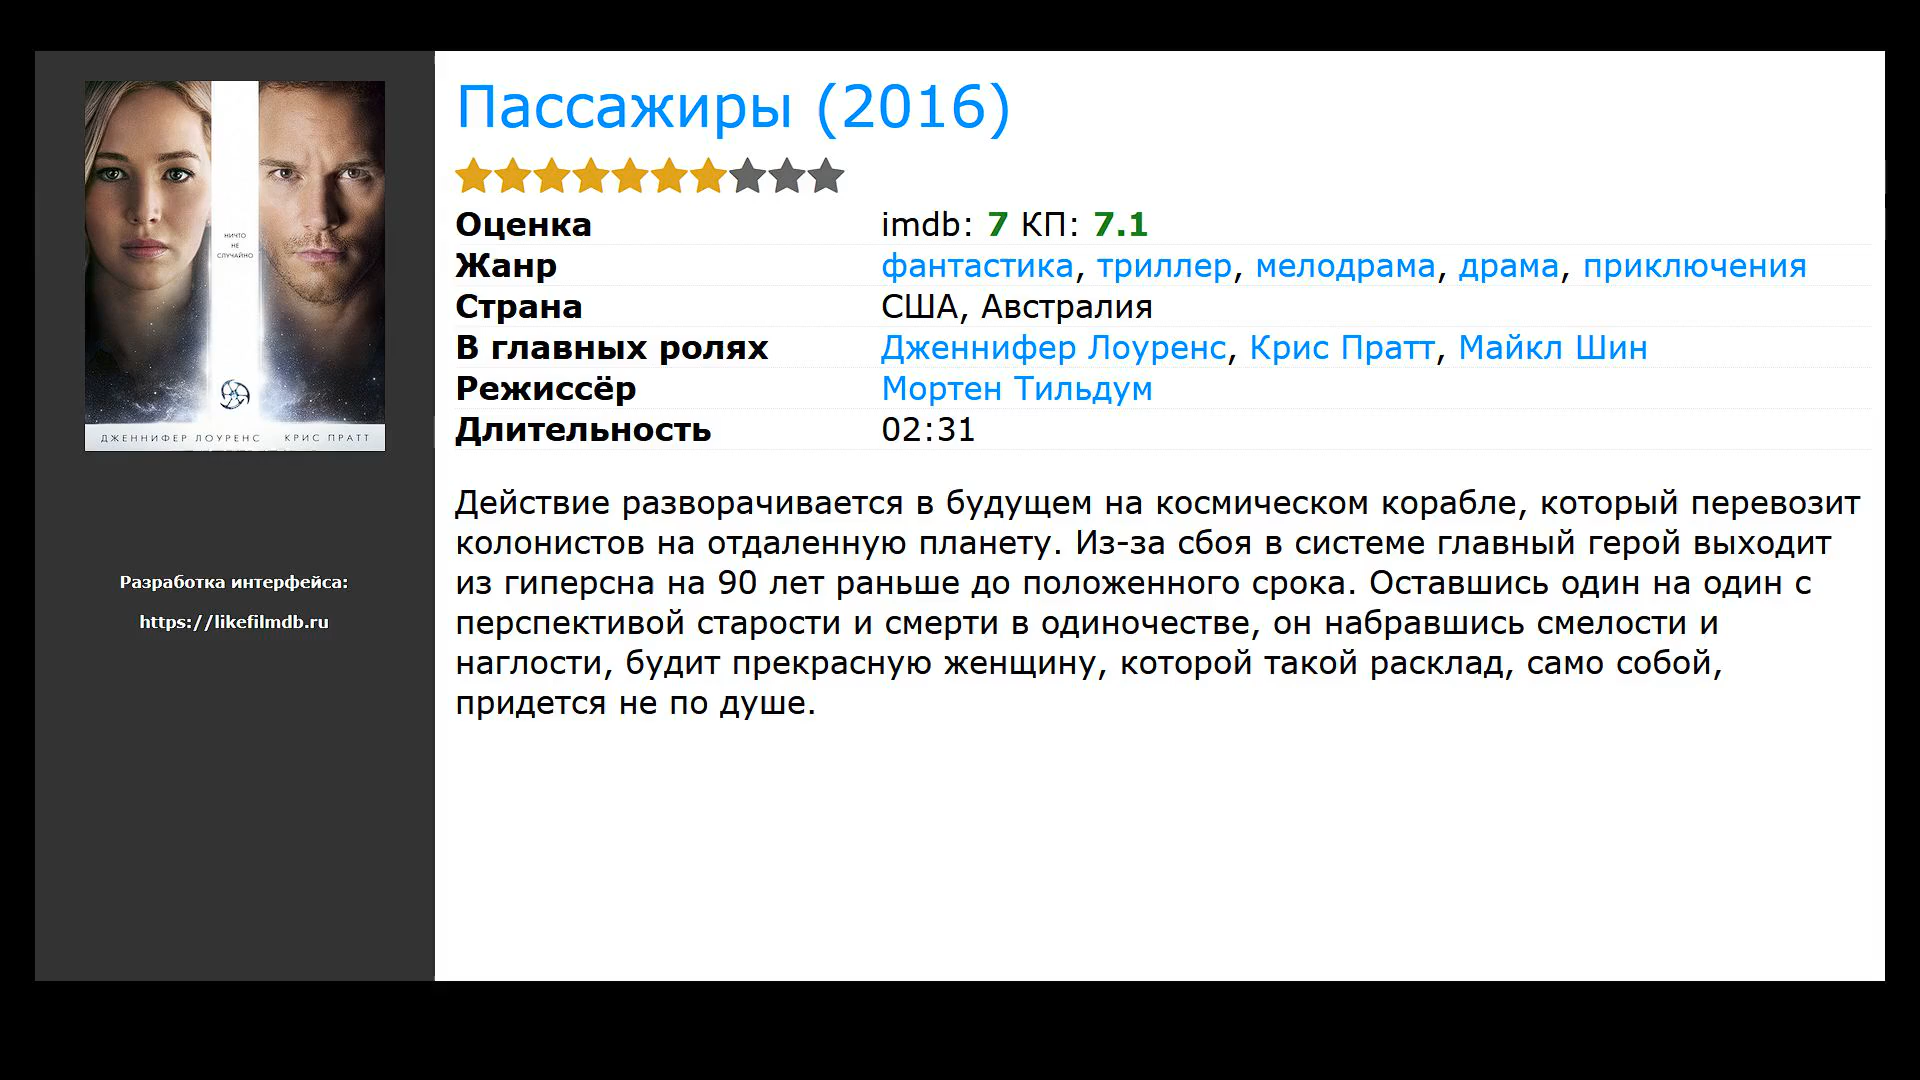 НИЧТО
НЕ
СЛУЧАЙНО
ДЖЕННИФЕР ЛОУРЕНС КРИС ПРАТТ
Разработка интерфейса:
https://likefilmdb.ru
Пассажиры (2016)
Оценка imdb: 7 КП: 7.1
Жанр фантастика, триллер, мелодрама, драма, приключения
Страна США, Австралия
В главных ролях Дженнифер Лоуренс, Крис Пратт, Майкл Шин
Режиссёр Мортен Тильдум
Длительность 02:31
Действие разворачивается в будущем на космическом корабле, который перевозит
колонистов на отдаленную планету. Из-за сбоя в системе главный герой выходит
из гиперсна на 90 лет раньше до положенного срока. Оставшись один на один с
перспективой старости и смерти в одиночестве, он набравшись смелости и
наглости, будит прекрасную женщину, которой такой расклад, само собой,
придется не по душе.